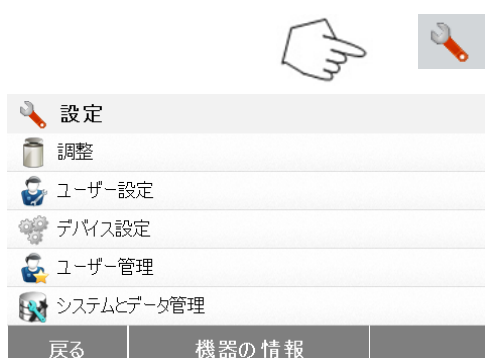 設定
調整
ユーザー設定
デバイス設定
ユーザー管理
システムとデータ管理
戻る 機器の情報